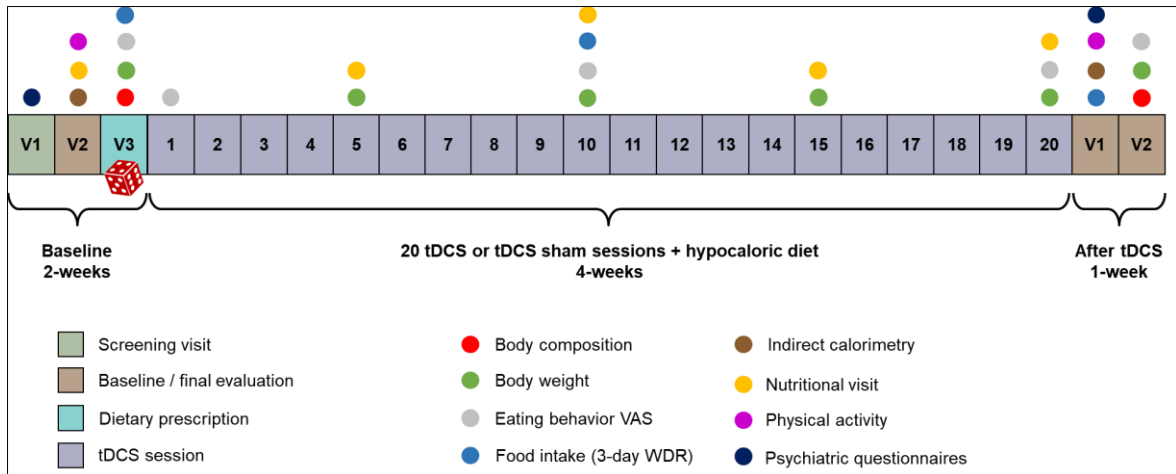 V1 V2 V3 1 2 3 4 5 6 7 8 9 10 11 12 13 14 15 16 17 18 19 20 V1 V2
Baseline
2-weeks
20 tDCS or tDCS sham sessions + hypocaloric diet
4-weeks
After tDCS
1-week
Screening visit
Baseline / final evaluation
Dietary prescription
tDCS session
Body composition
Body weight
Eating behavior VAS
Food intake (3-day WDR)
Indirect calorimetry
Nutritional visit
Physical activity
Psychiatric questionnaires